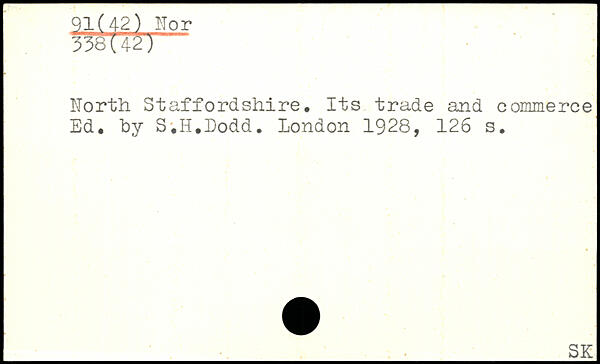 91(42) Nor
338(42)
North Staffordshire. Its trade and commerce
Ed. by S.H.Dodd. London 1928, 126 s.
SK